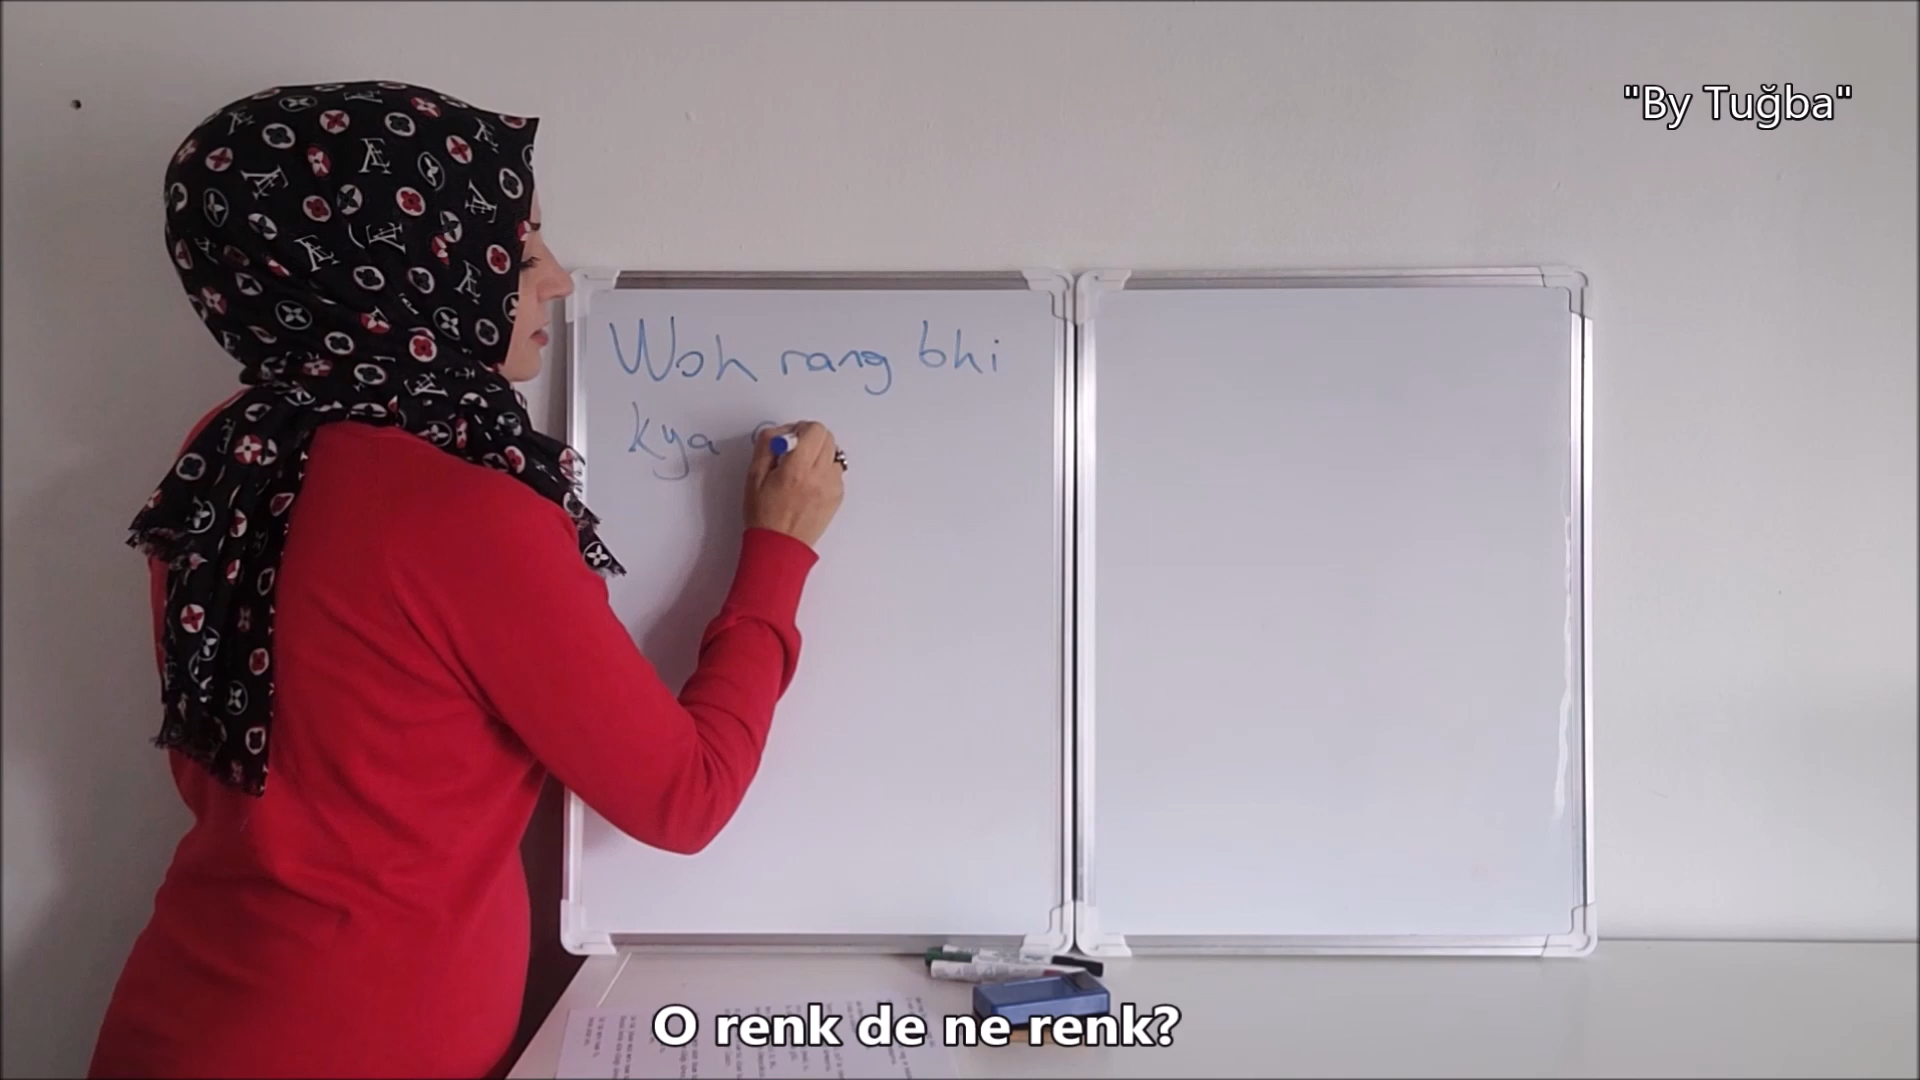 "By Tuğba"
Woh rang bhi
kya
O renk de ne renk?